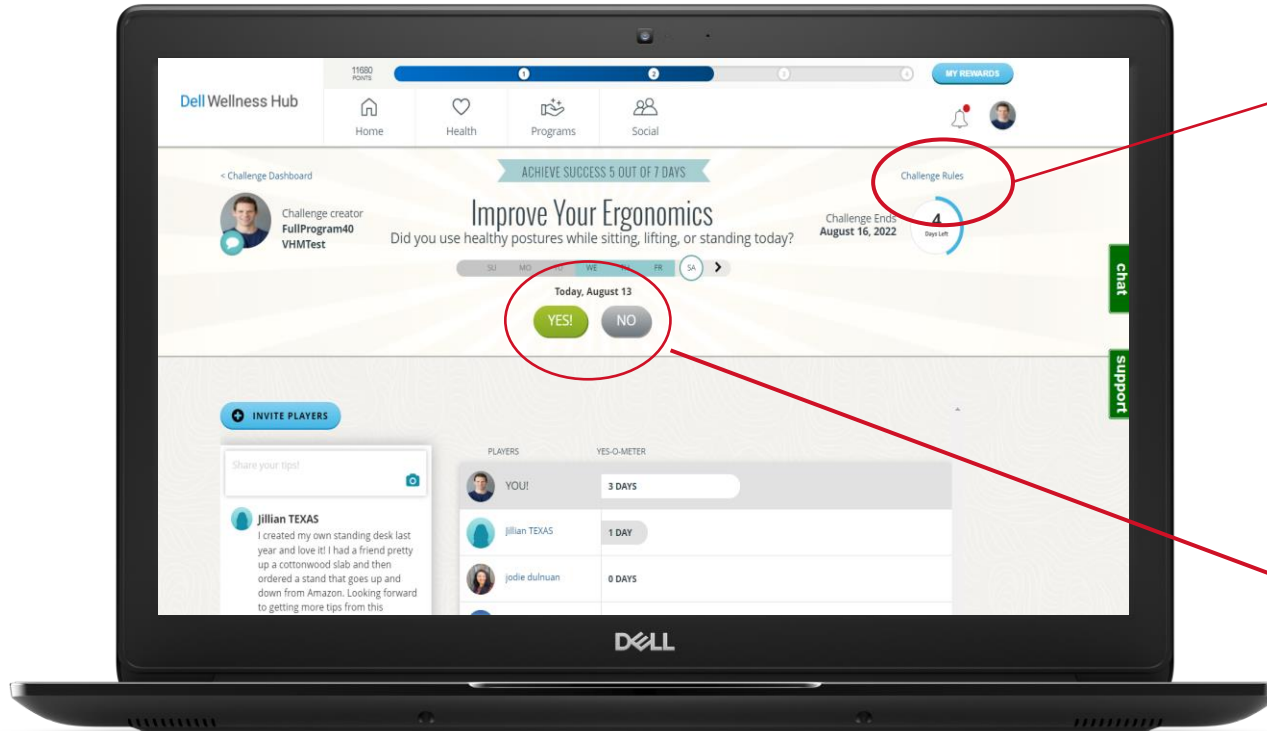 11680
POINTS
1
2
3
4
MY REWARDS
Dell Wellness Hub
Home
Health
Programs
Social
< Challenge Dashboard
ACHIEVE SUCCESS 5 OUT OF 7 DAYS
Challenge Rules
Challenge creator
FullProgram40
VHMTest
Improve Your Ergonomics
Did you use healthy postures while sitting, lifting, or standing today?
Challenge Ends
August 16, 2022
4
Days Left
SU MO TU WE TH FR SA
Today, August 13
YES!
NO
chat
support
INVITE PLAYERS
Share your tips!
Jillian TEXAS
I created my own standing desk last
year and love it! I had a friend pretty
up a cottonwood slab and then
ordered a stand that goes up and
down from Amazon. Looking forward
to getting more tips from this
PLAYERS YES-O-METER
YOU! 3 DAYS
Jillian TEXAS 1 DAY
jodie dulnuan 0 DAYS
DELL